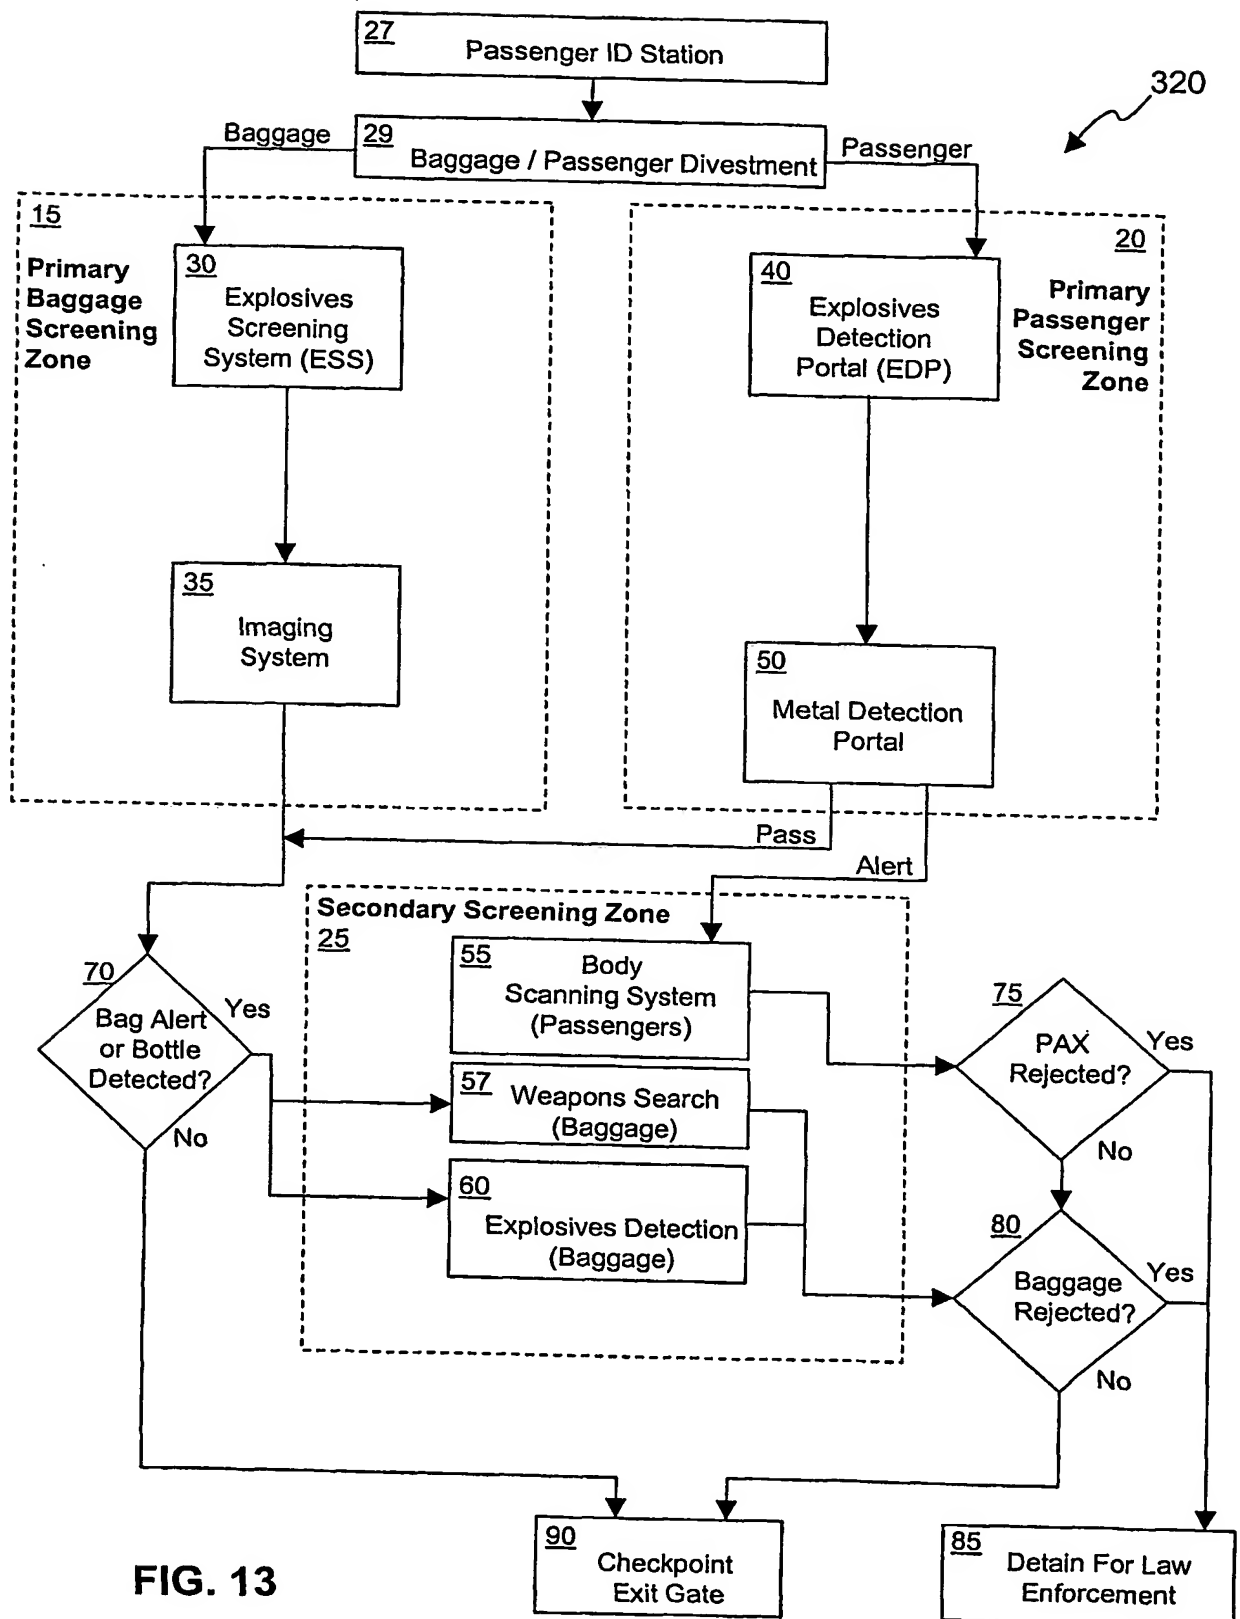 27
Passenger ID Station
320
Baggage
29
Baggage / Passenger Divestment
Passenger
15
Primary
Baggage
Screening
Zone
30
Explosives
Screening
System (ESS)
40
Explosives
Detection
Portal (EDP)
20
Primary
Passenger
Screening
Zone
35
Imaging
System
50
Metal Detection
Portal
Pass
Alert
Secondary Screening Zone
25
55
Body
Scanning System
(Passengers)
70
Bag Alert
or Bottle
Detected?
Yes
No
57
Weapons Search
(Baggage)
60
Explosives Detection
(Baggage)
75
PAX
Rejected?
Yes
No
80
Baggage
Rejected?
Yes
No
90
Checkpoint
Exit Gate
85
Detain For Law
Enforcement
FIG. 13